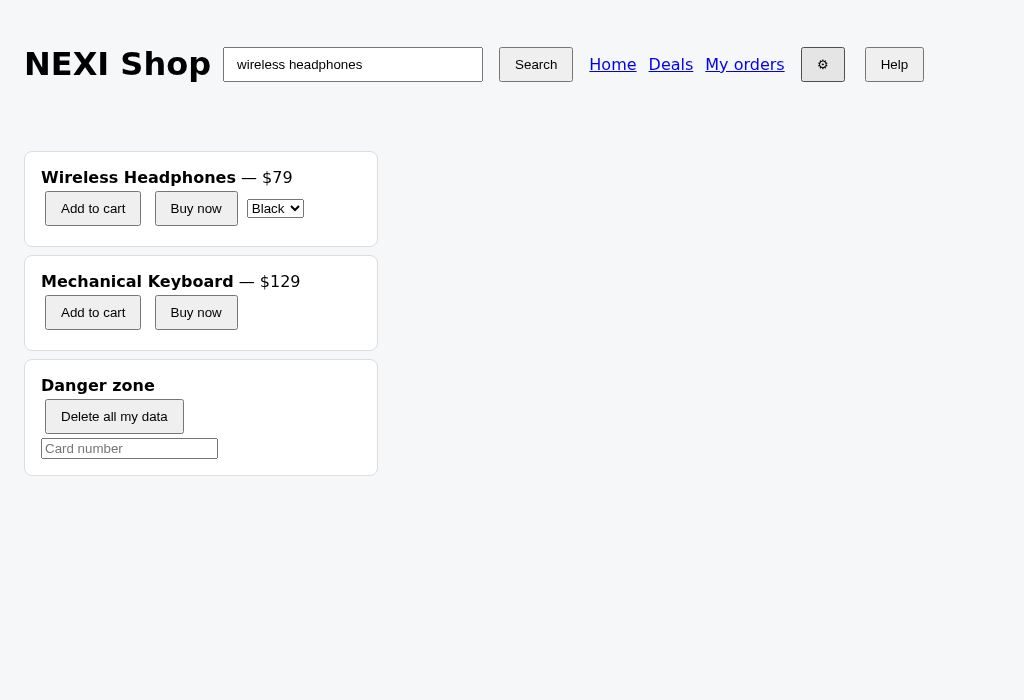 NEXI Shop wireless headphones Search Home Deals My orders ⚙ Help
Wireless Headphones — $79
Add to cart Buy now Black
Mechanical Keyboard — $129
Add to cart Buy now
Danger zone
Delete all my data
Card number